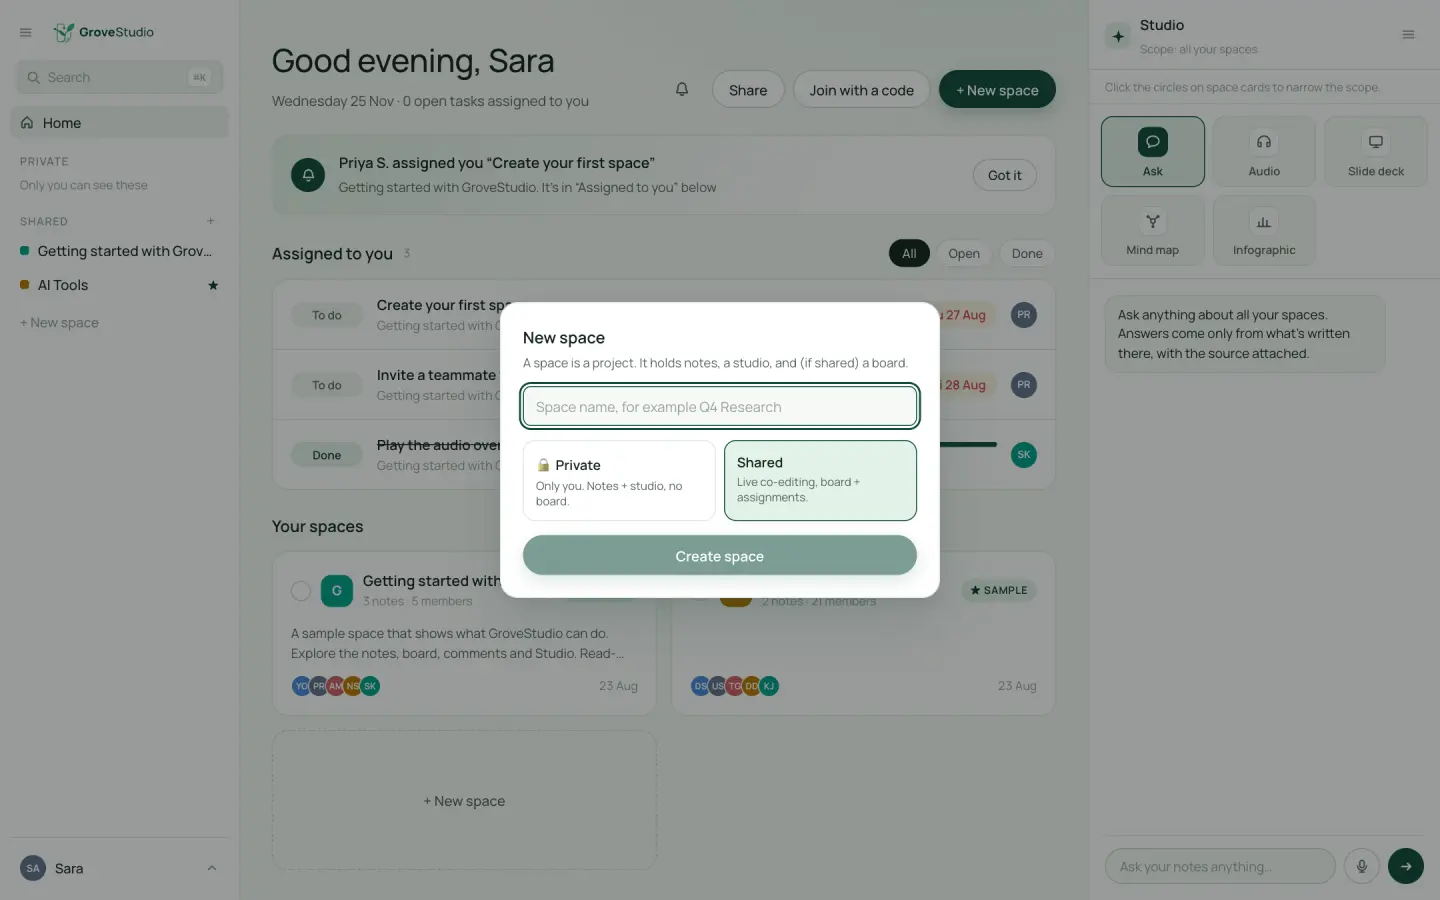 GroveStudio
Search
⌘K
Home
PRIVATE
Only you can see these
SHARED
+
Getting started with Grov...
AI Tools
+ New space
SA
Sara
Good evening, Sara
Wednesday 25 Nov · 0 open tasks assigned to you
Share
Join with a code
+ New space
Priya S. assigned you “Create your first space”
Getting started with GroveStudio. It's in “Assigned to you” below
Got it
Assigned to you 3
All
Open
Done
To do
Create your first
Getting started with
27 Aug
PR
To do
Invite a teammate
Getting started with
28 Aug
PR
Done
Play the audio
Getting started with
SK
Your spaces
G
Getting started with
3 notes · 5 members
A sample space that shows what GroveStudio can do.
Explore the notes, board, comments and Studio. Read-...
YO PR AM NS SK
23 Aug
2 notes · 21 members
★ SAMPLE
DS US TO DD KJ
23 Aug
+ New space
New space
A space is a project. It holds notes, a studio, and (if shared) a board.
Space name, for example Q4 Research
🔒 Private
Only you. Notes + studio, no
board.
Shared
Live co-editing, board +
assignments.
Create space
Studio
Scope: all your spaces
Click the circles on space cards to narrow the scope.
Ask
Audio
Slide deck
Mind map
Infographic
Ask anything about all your spaces.
Answers come only from what's written
there, with the source attached.
Ask your notes anything...